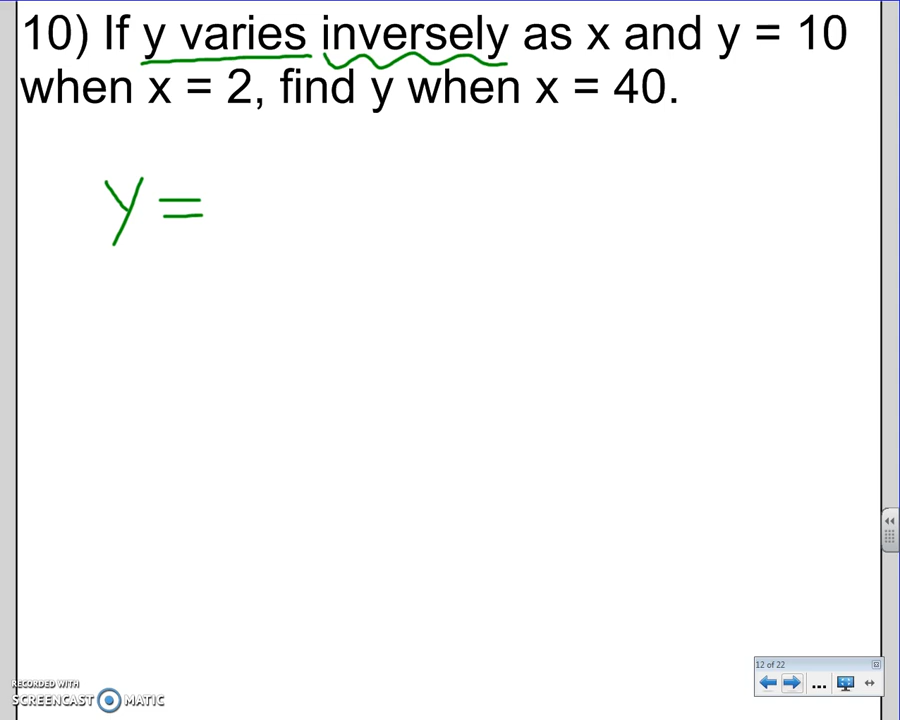 10) If y varies inversely as x and y = 10
when x = 2, find y when x = 40.
y =
12 of 22
RECORDED WITH
SCREENCAST MATIC